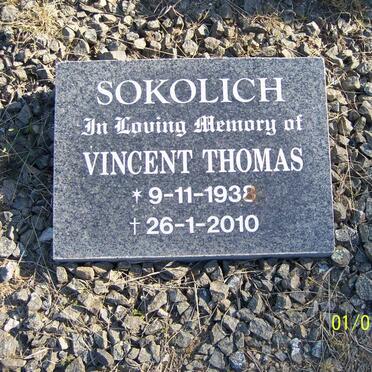 SOKOLICH
In Loving Memory of
VINCENT THOMAS
* 9-11-1938
† 26-1-2010
01/0